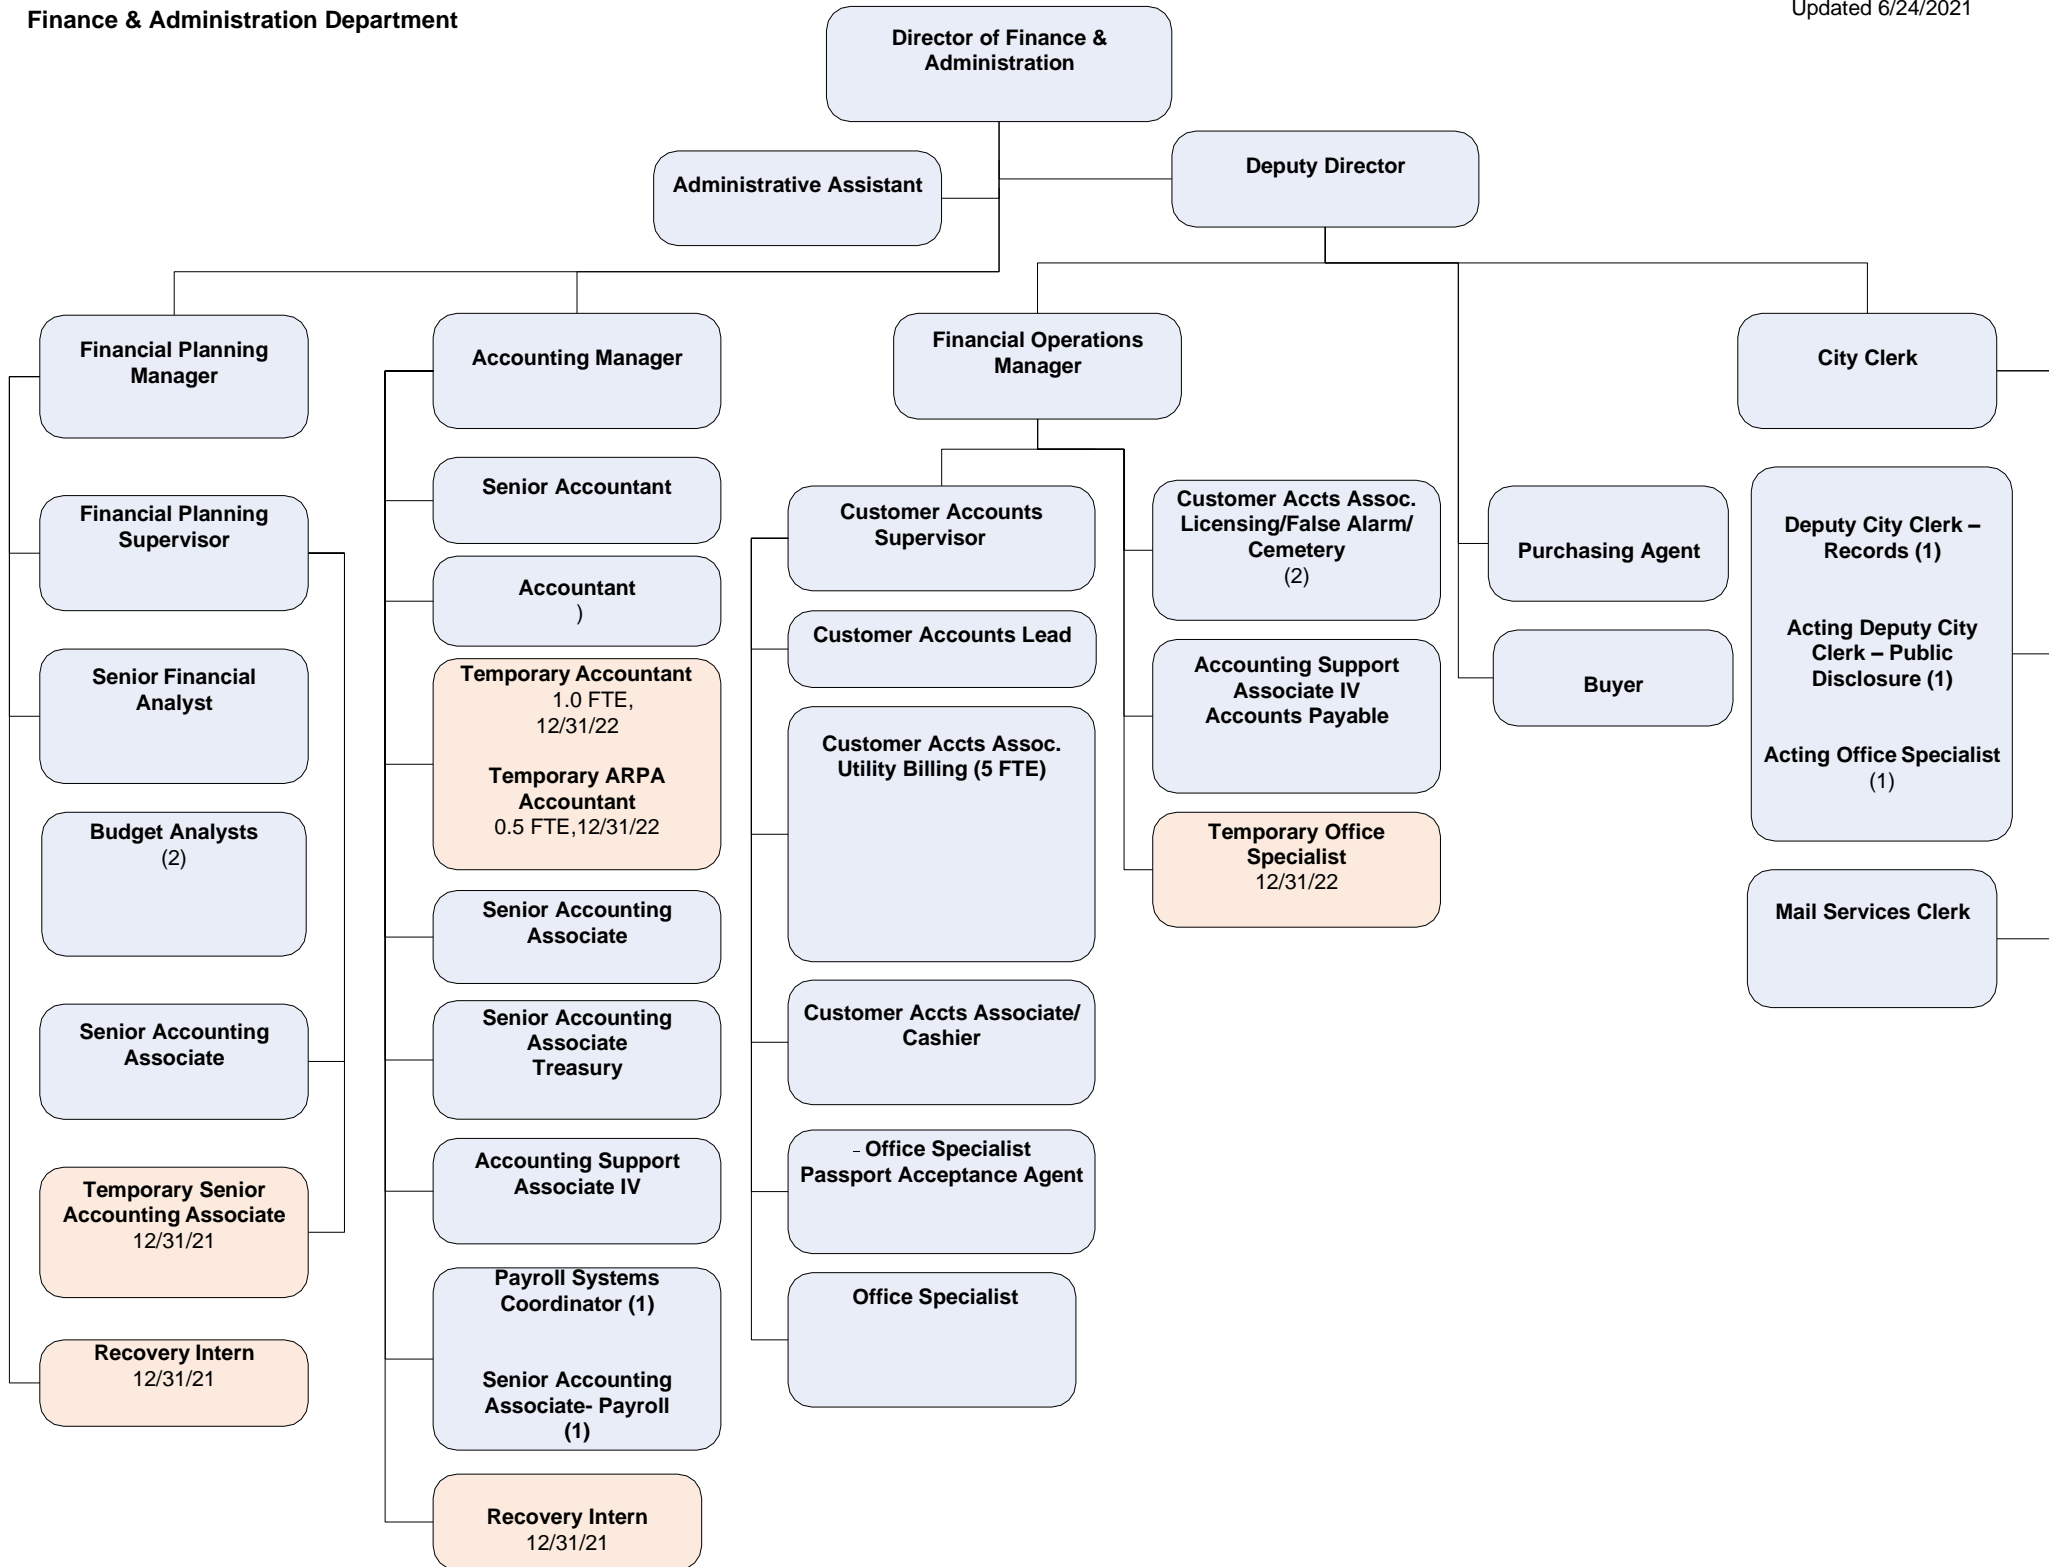 Finance & Administration Department
Updated 6/24/2021
Director of Finance &
Administration
Administrative Assistant
Deputy Director
Financial Planning
Manager
Accounting Manager
Financial Operations
Manager
City Clerk
Financial Planning
Supervisor
Senior Financial
Analyst
Budget Analysts
(2)
Senior Accounting
Associate
Temporary Senior
Accounting Associate
12/31/21
Recovery Intern
12/31/21
Senior Accountant
Accountant
)
Temporary Accountant
1.0 FTE,
12/31/22
Temporary ARPA
Accountant
0.5 FTE,12/31/22
Senior Accounting
Associate
Senior Accounting
Associate
Treasury
Accounting Support
Associate IV
Payroll Systems
Coordinator (1)
Senior Accounting
Associate- Payroll
(1)
Recovery Intern
12/31/21
Customer Accounts
Supervisor
Customer Accounts Lead
Customer Accts Assoc.
Utility Billing (5 FTE)
Customer Accts Associate/
Cashier
– Office Specialist
Passport Acceptance Agent
Office Specialist
Customer Accts Assoc.
Licensing/False Alarm/
Cemetery
(2)
Accounting Support
Associate IV
Accounts Payable
Temporary Office
Specialist
12/31/22
Purchasing Agent
Buyer
Deputy City Clerk –
Records (1)
Acting Deputy City
Clerk – Public
Disclosure (1)
Acting Office Specialist
(1)
Mail Services Clerk